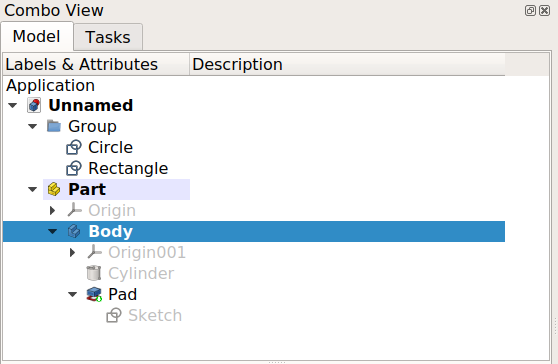 Combo View
Model Tasks
Labels & Attributes Description
Application
Unnamed
Group
Circle
Rectangle
Part
Origin
Body
Origin001
Cylinder
Pad
Sketch